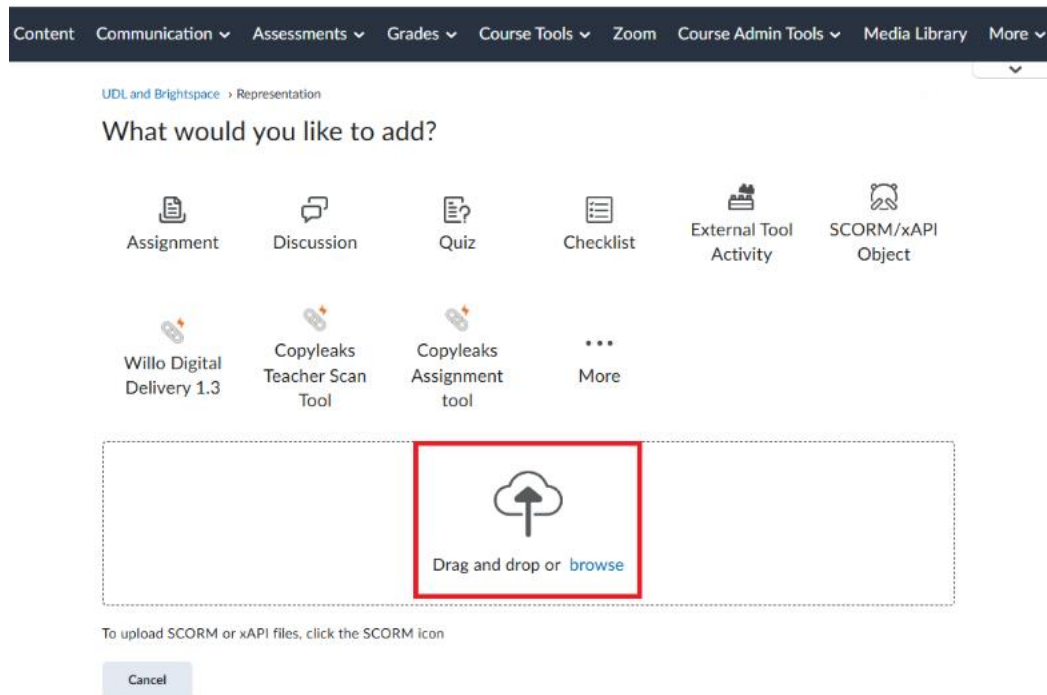 Content Communication Assessments Grades Course Tools Zoom Course Admin Tools Media Library More
UDL and Brightspace › Representation
What would you like to add?
Assignment Discussion Quiz Checklist External Tool Activity SCORM/xAPI Object
Willo Digital Delivery 1.3 Copyleaks Teacher Scan Tool Copyleaks Assignment tool More
Drag and drop or browse
To upload SCORM or xAPI files, click the SCORM icon
Cancel